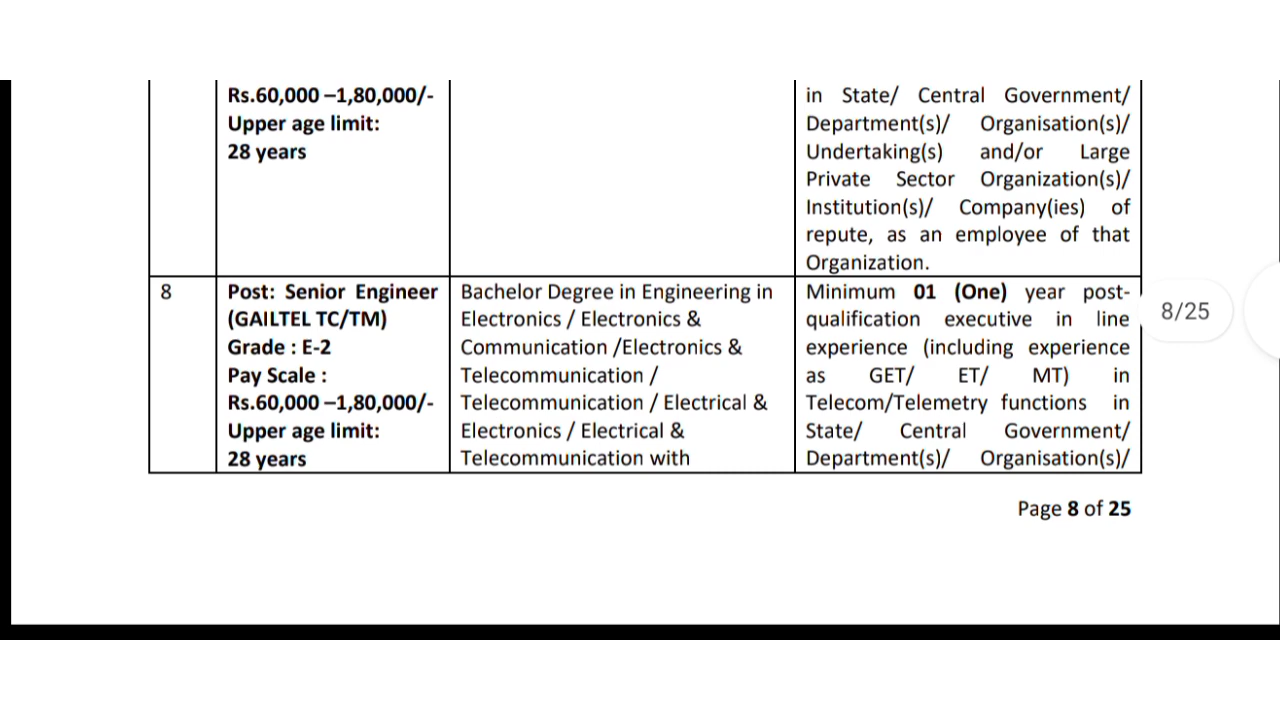 Rs.60,000 –1,80,000/-
Upper age limit:
28 years
in State/ Central Government/
Department(s)/ Organisation(s)/
Undertaking(s) and/or Large
Private Sector Organization(s)/
Institution(s)/ Company(ies) of
repute, as an employee of that
Organization.
8
Post: Senior Engineer
(GAILTEL TC/TM)
Grade : E-2
Pay Scale :
Rs.60,000 –1,80,000/-
Upper age limit:
28 years
Bachelor Degree in Engineering in
Electronics / Electronics &
Communication /Electronics &
Telecommunication /
Telecommunication / Electrical &
Electronics / Electrical &
Telecommunication with
Minimum 01 (One) year post-
qualification executive in line
experience (including experience
as GET/ ET/ MT) in
Telecom/Telemetry functions in
State/ Central Government/
Department(s)/ Organisation(s)/
8/25
Page 8 of 25